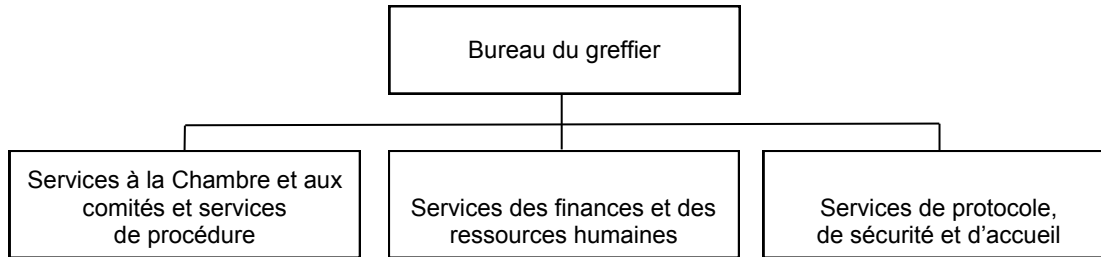 Bureau du greffier
Services à la Chambre et aux
comités et services
de procédure
Services des finances et des
ressources humaines
Services de protocole,
de sécurité et d’accueil